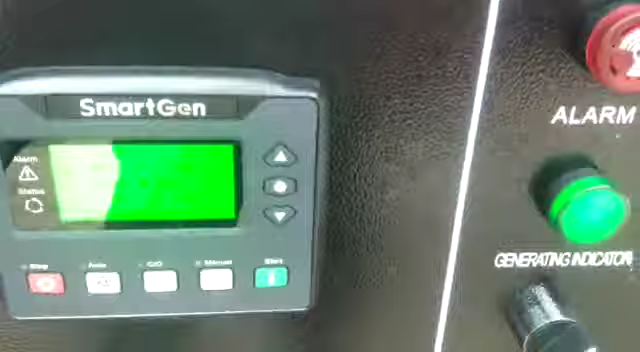 SmartGen
Alarm
Status
Stop
Auto
C/O
Manual
Start
ALARM
GENERATING INDICATOR